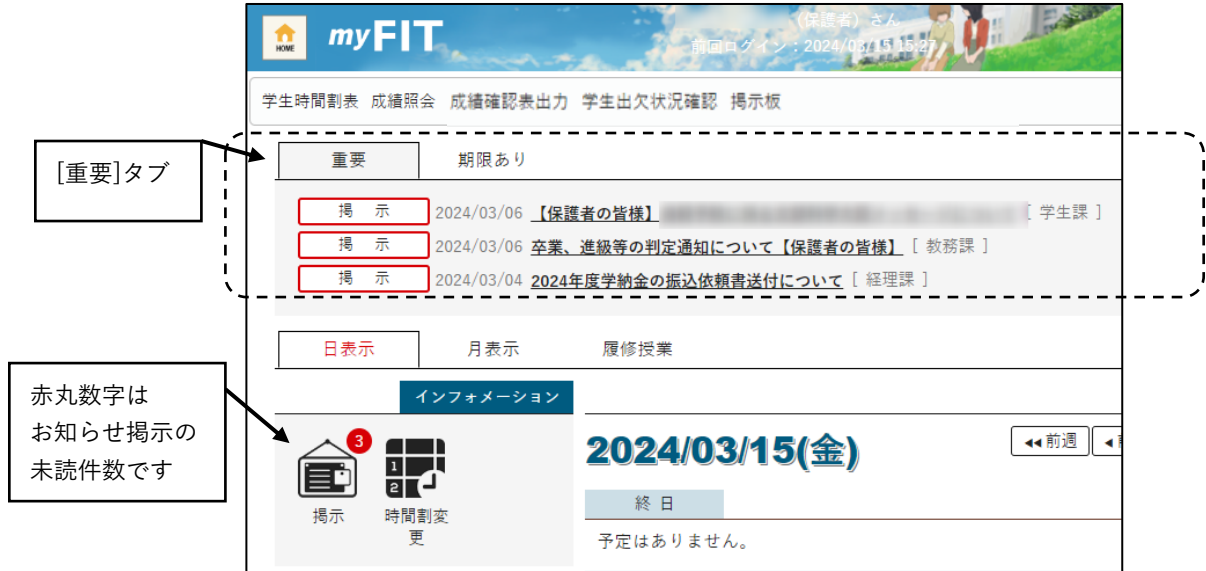 HOME
myFIT
(保護者)さん
前回ログイン:2024/03/15 15:27
学生時間割表 成績照会 成績確認表出力 学生出欠状況確認 掲示板
[重要]タブ
重要 期限あり
掲 示 2024/03/06 【保護者の皆様】 [ 学生課 ]
掲 示 2024/03/06 卒業、進級等の判定通知について【保護者の皆様】 [ 教務課 ]
掲 示 2024/03/04 2024年度学納金の振込依頼書送付について [ 経理課 ]
日表示 月表示 履修授業
赤丸数字は
お知らせ掲示の
未読件数です
インフォメーション
3
1
2
掲示
時間割変
更
2024/03/15(金)
前週
終日
予定はありません。